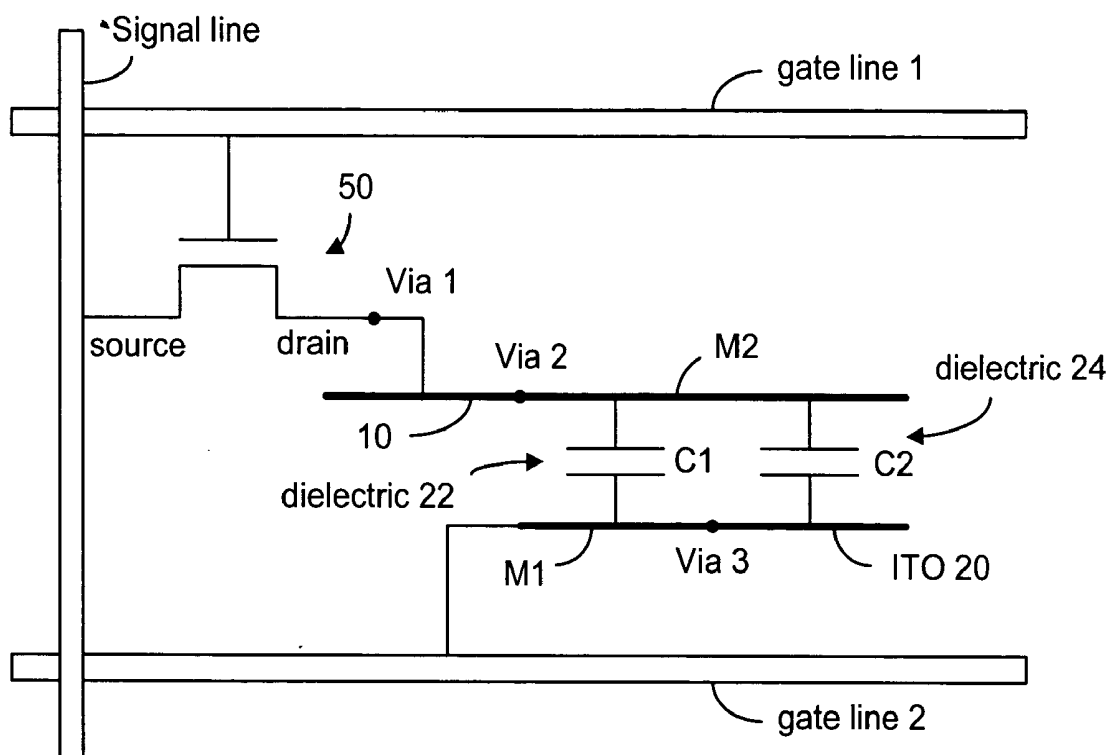 Signal line
gate line 1
50
Via 1
source
drain
Via 2
M2
dielectric 24
10
C1
C2
dielectric 22
M1
Via 3
ITO 20
gate line 2